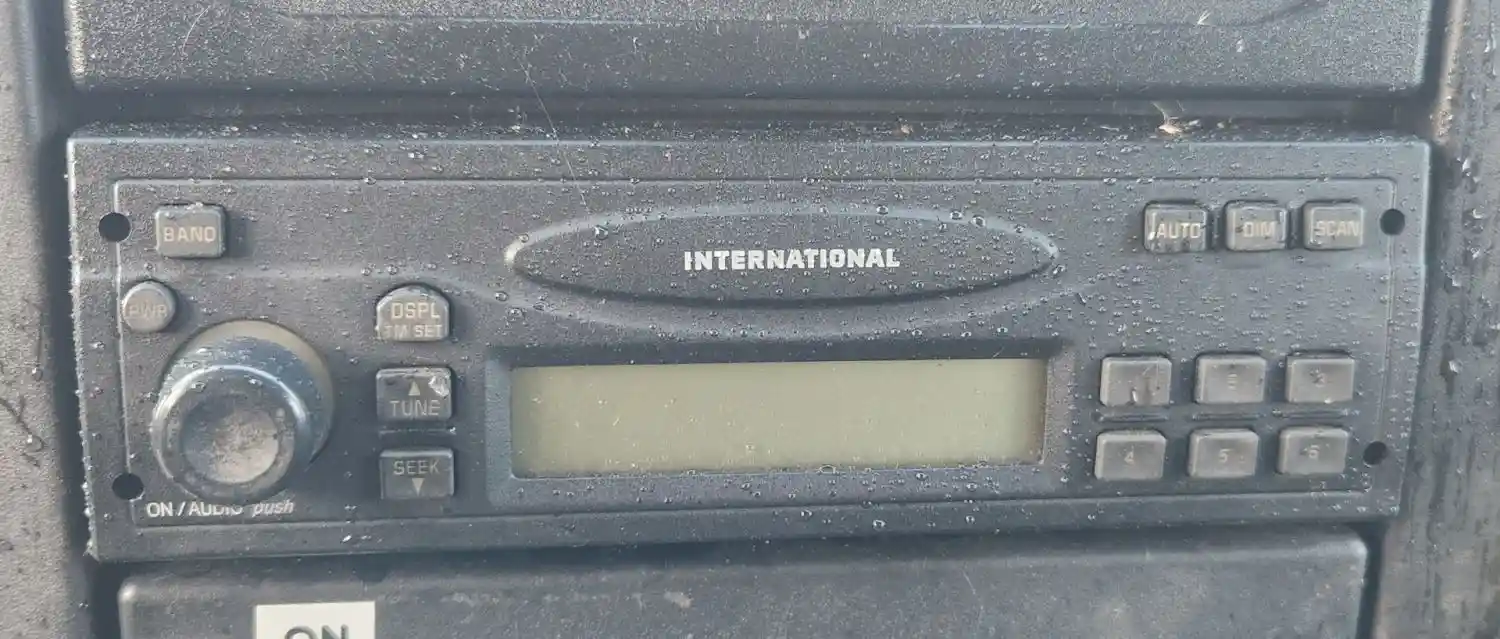 BAND
INTERNATIONAL
AUTO DIM SCAN
PWR
DSPL
TM SET
TUNE
SEEK
4 5 6
ON / AUDIO push
ON